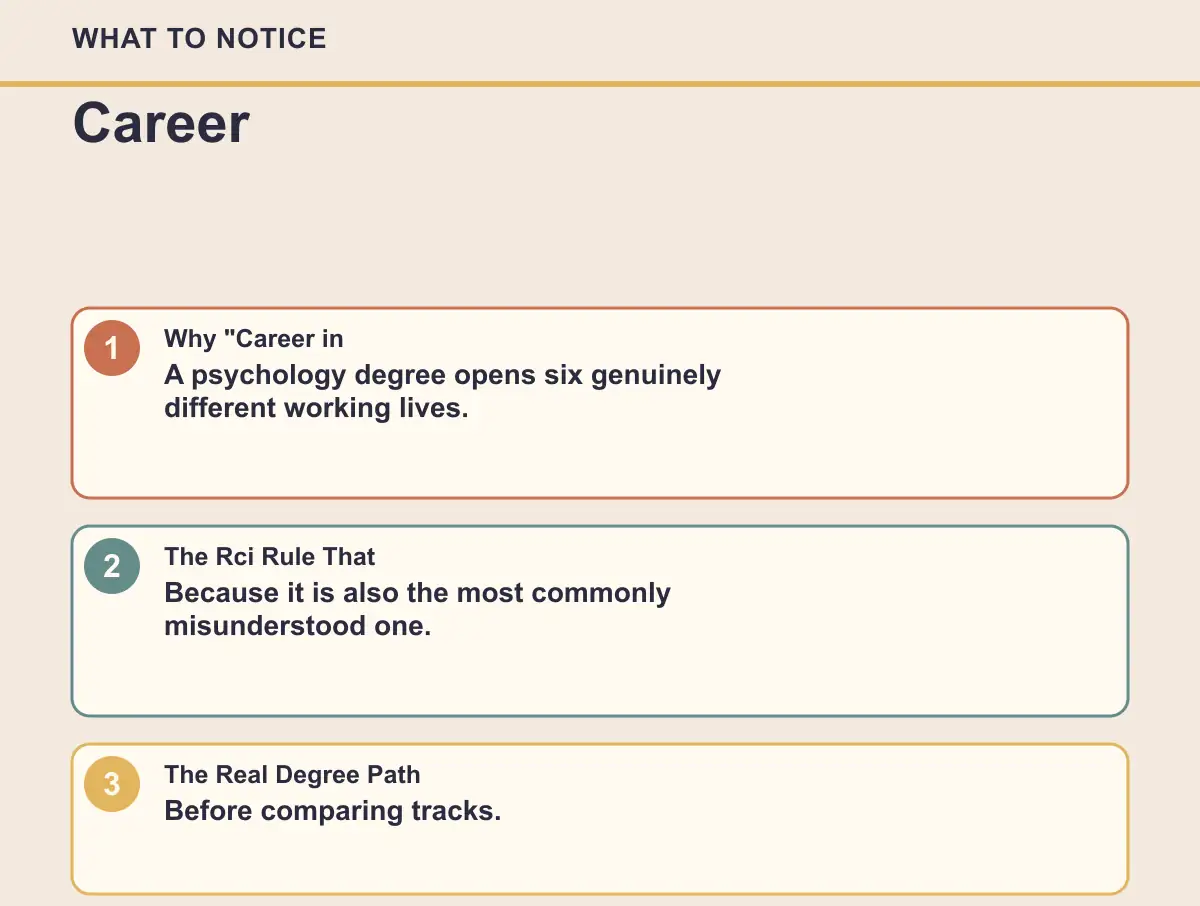 WHAT TO NOTICE
Career
1
Why "Career in
A psychology degree opens six genuinely
different working lives.
2
The Rci Rule That
Because it is also the most commonly
misunderstood one.
3
The Real Degree Path
Before comparing tracks.